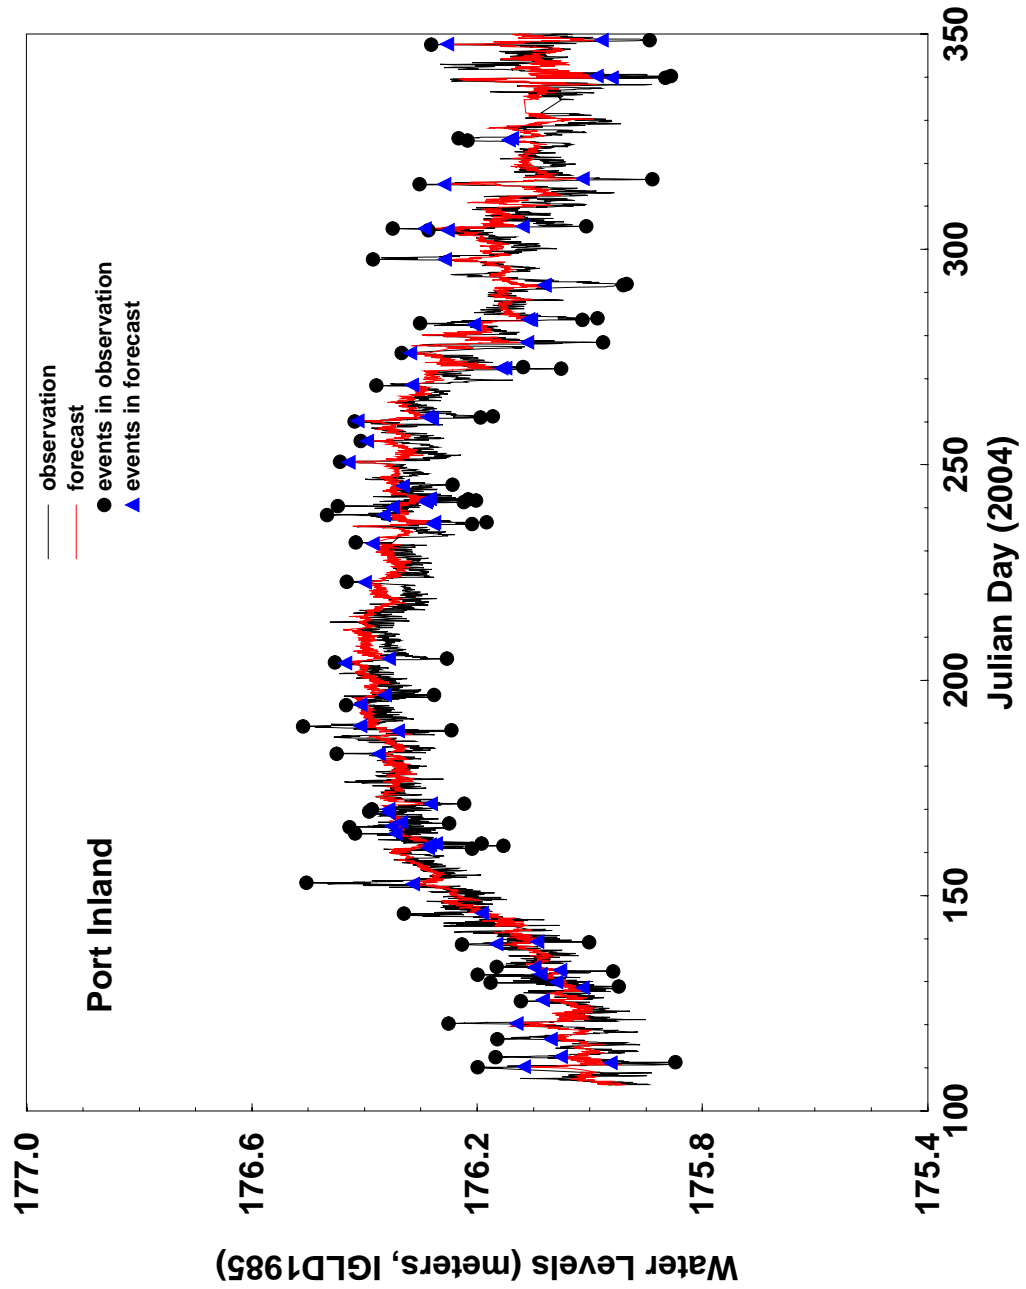 Port Inland
observation
forecast
events in observation
events in forecast
177.0
176.6
176.2
175.8
175.4
Water Levels (meters, IGLD1985)
100
150
200
250
300
350
Julian Day (2004)